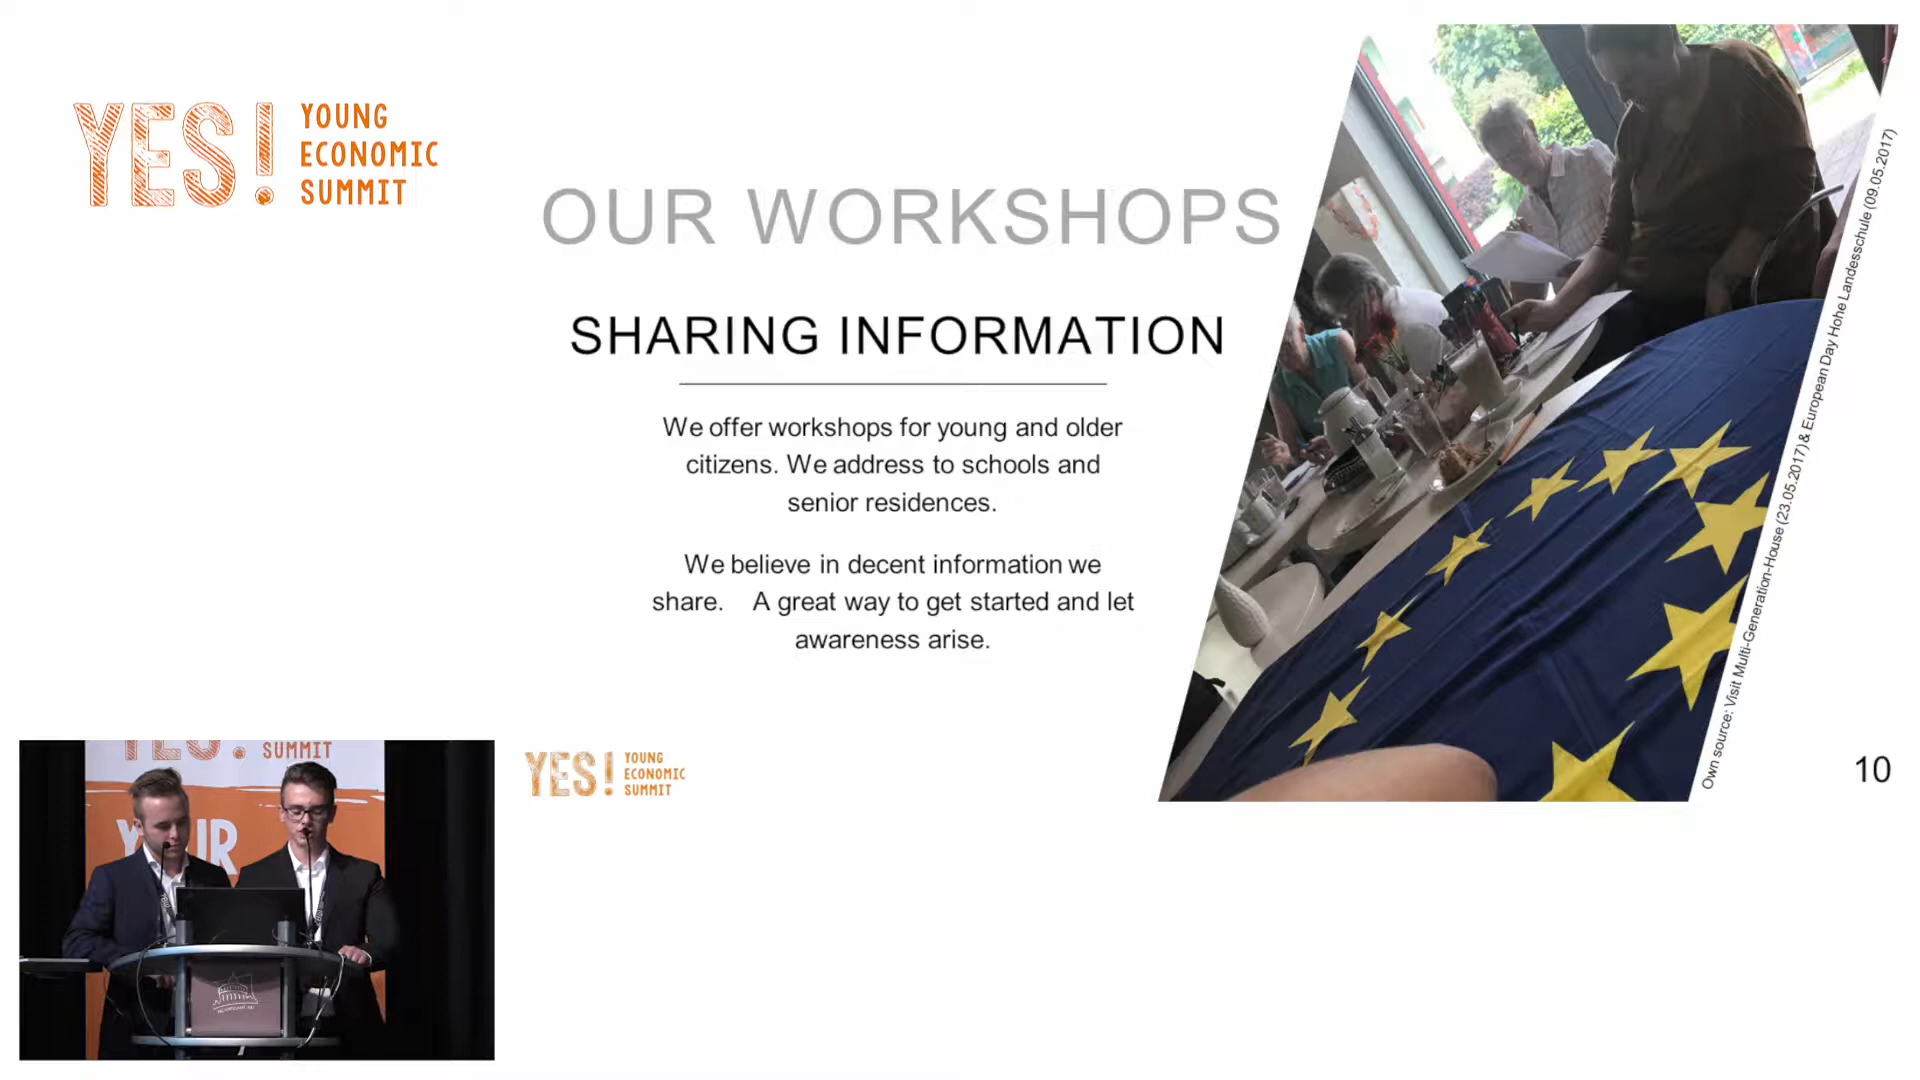 YES! YOUNG
ECONOMIC
SUMMIT
OUR WORKSHOPS
SHARING INFORMATION
We offer workshops for young and older
citizens. We address to schools and
senior residences.
We believe in decent information we
share. A great way to get started and let
awareness arise.
Own source: Visit Multi-Generation-House (23.05.2017) & European Day Hohe Landesschule (09.05.2017)
10
YES! YOUNG
ECONOMIC
SUMMIT
YES! SUMMIT
YOUR